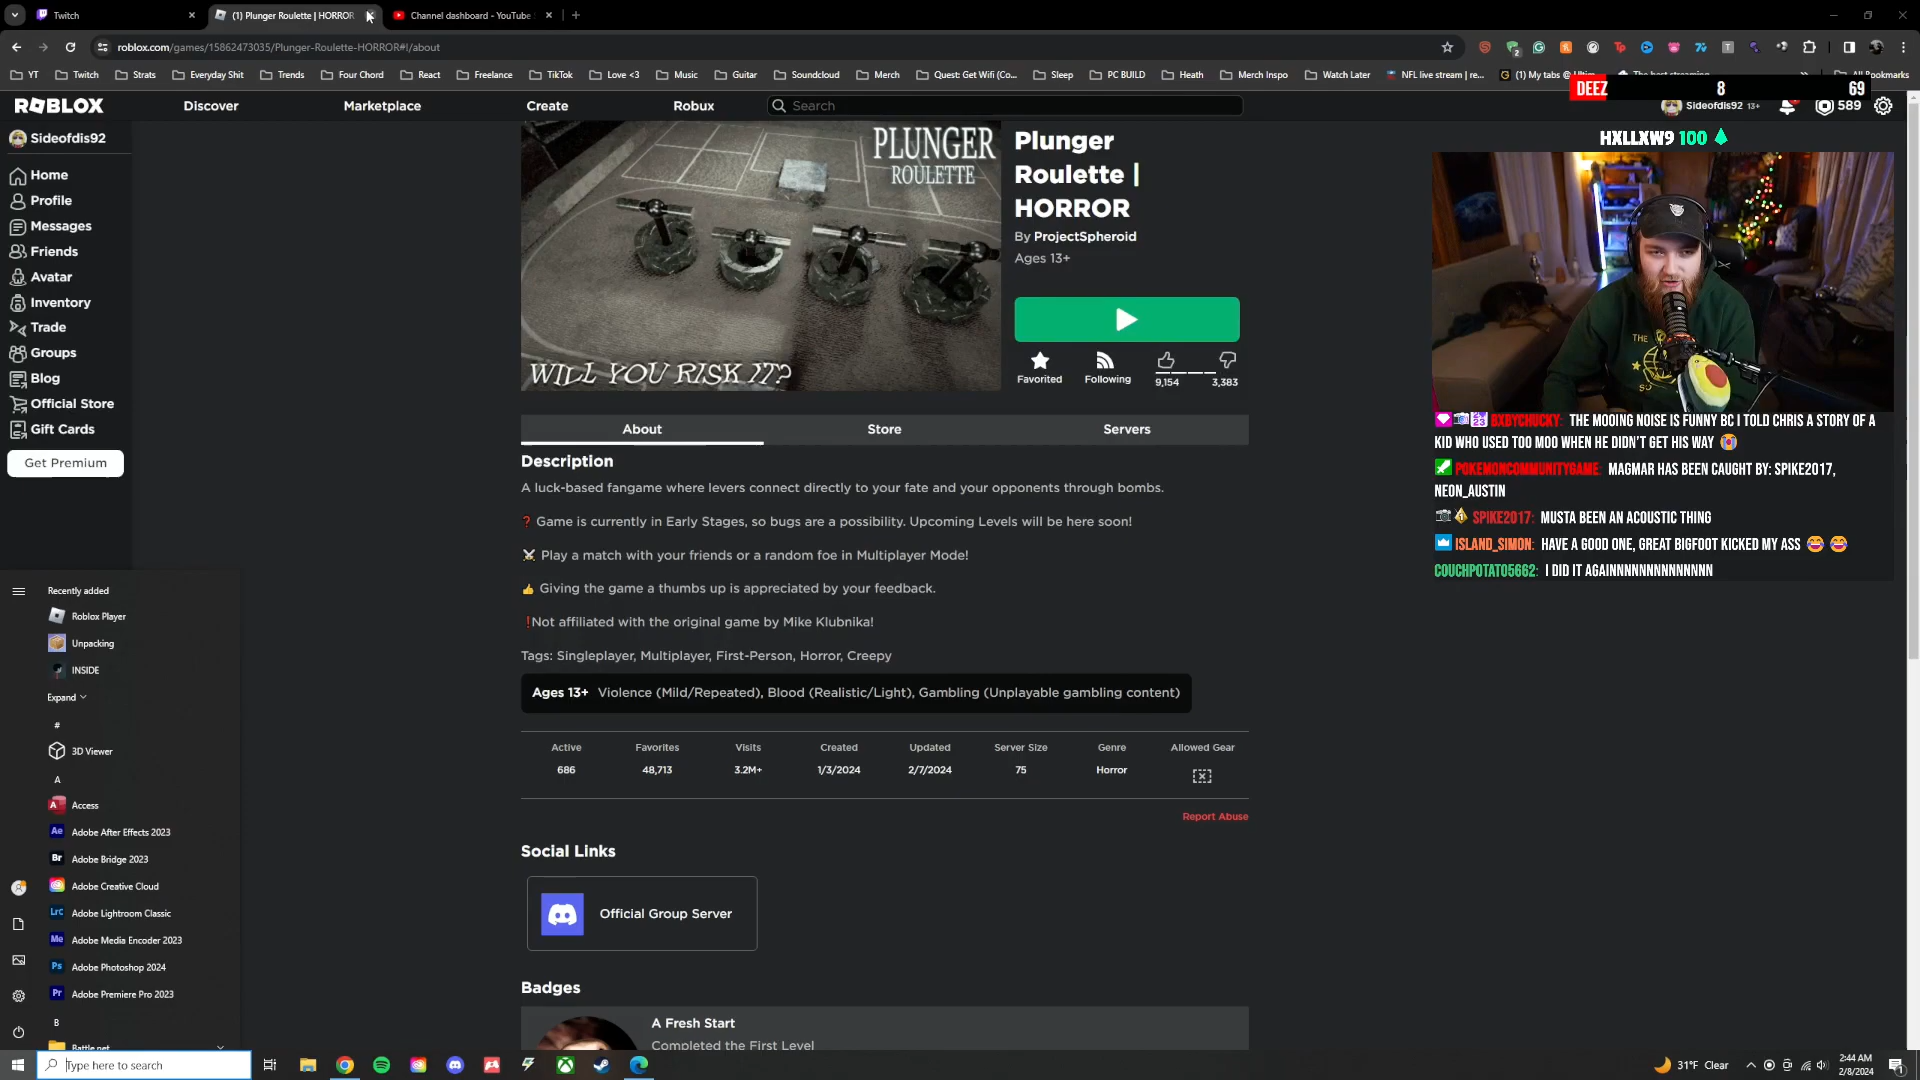 Twitch
(1) Plunger Roulette | HORROR
Channel dashboard - YouTube
roblox.com/games/15862473035/Plunger-Roulette-HORROR#!/about
YT Twitch Strats Everyday Shit Trends Four Chord React Freelance TikTok Love <3 Music Guitar Soundcloud Merch Quest: Get Wifi (Co... Sleep PC BUILD Heath Merch Inspo Watch Later NFL live stream | re... (1) My tabs @ Ultim... The best streaming All Bookmarks
DEEZ 8 69
ROBLOX Discover Marketplace Create Robux Search Sideofdis92 13+ 589
Sideofdis92
Home
Profile
Messages
Friends
Avatar
Inventory
Trade
Groups
Blog
Official Store
Gift Cards
Get Premium
PLUNGER
ROULETTE
WILL YOU RISK IT?
Plunger
Roulette |
HORROR
By ProjectSpheroid
Ages 13+
Favorited Following 9,154 3,383
About Store Servers
Description
A luck-based fangame where levers connect directly to your fate and your opponents through bombs.
❓ Game is currently in Early Stages, so bugs are a possibility. Upcoming Levels will be here soon!
⚔ Play a match with your friends or a random foe in Multiplayer Mode!
👍 Giving the game a thumbs up is appreciated by your feedback.
❗Not affiliated with the original game by Mike Klubnika!
Tags: Singleplayer, Multiplayer, First-Person, Horror, Creepy
Ages 13+ Violence (Mild/Repeated), Blood (Realistic/Light), Gambling (Unplayable gambling content)
Active Favorites Visits Created Updated Server Size Genre Allowed Gear
686 48,713 3.2M+ 1/3/2024 2/7/2024 75 Horror
Report Abuse
Social Links
Official Group Server
Badges
A Fresh Start
Completed the First Level
HXLLXW9 100
THE
SO
BXBYCHUCKY: THE MOOING NOISE IS FUNNY BC I TOLD CHRIS A STORY OF A
KID WHO USED TOO MOO WHEN HE DIDN'T GET HIS WAY 😭
POKEMONCOMMUNITYGAME: MAGMAR HAS BEEN CAUGHT BY: SPIKE2017,
NEON_AUSTIN
SPIKE2017: MUSTA BEEN AN ACOUSTIC THING
ISLAND_SIMON: HAVE A GOOD ONE, GREAT BIGFOOT KICKED MY ASS 😂 😂
COUCHPOTATO5662: I DID IT AGAINNNNNNNNNNNNNN
Recently added
Roblox Player
Unpacking
INSIDE
Expand
#
3D Viewer
A
Access
Ae Adobe After Effects 2023
Br Adobe Bridge 2023
Adobe Creative Cloud
Lrc Adobe Lightroom Classic
Me Adobe Media Encoder 2023
Ps Adobe Photoshop 2024
Pr Adobe Premiere Pro 2023
B
Battle.net
Type here to search
31°F Clear
2:44 AM
2/8/2024